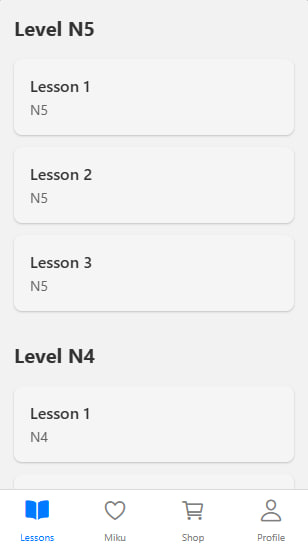 Level N5
Lesson 1
N5
Lesson 2
N5
Lesson 3
N5
Level N4
Lesson 1
N4
Lessons
Miku
Shop
Profile